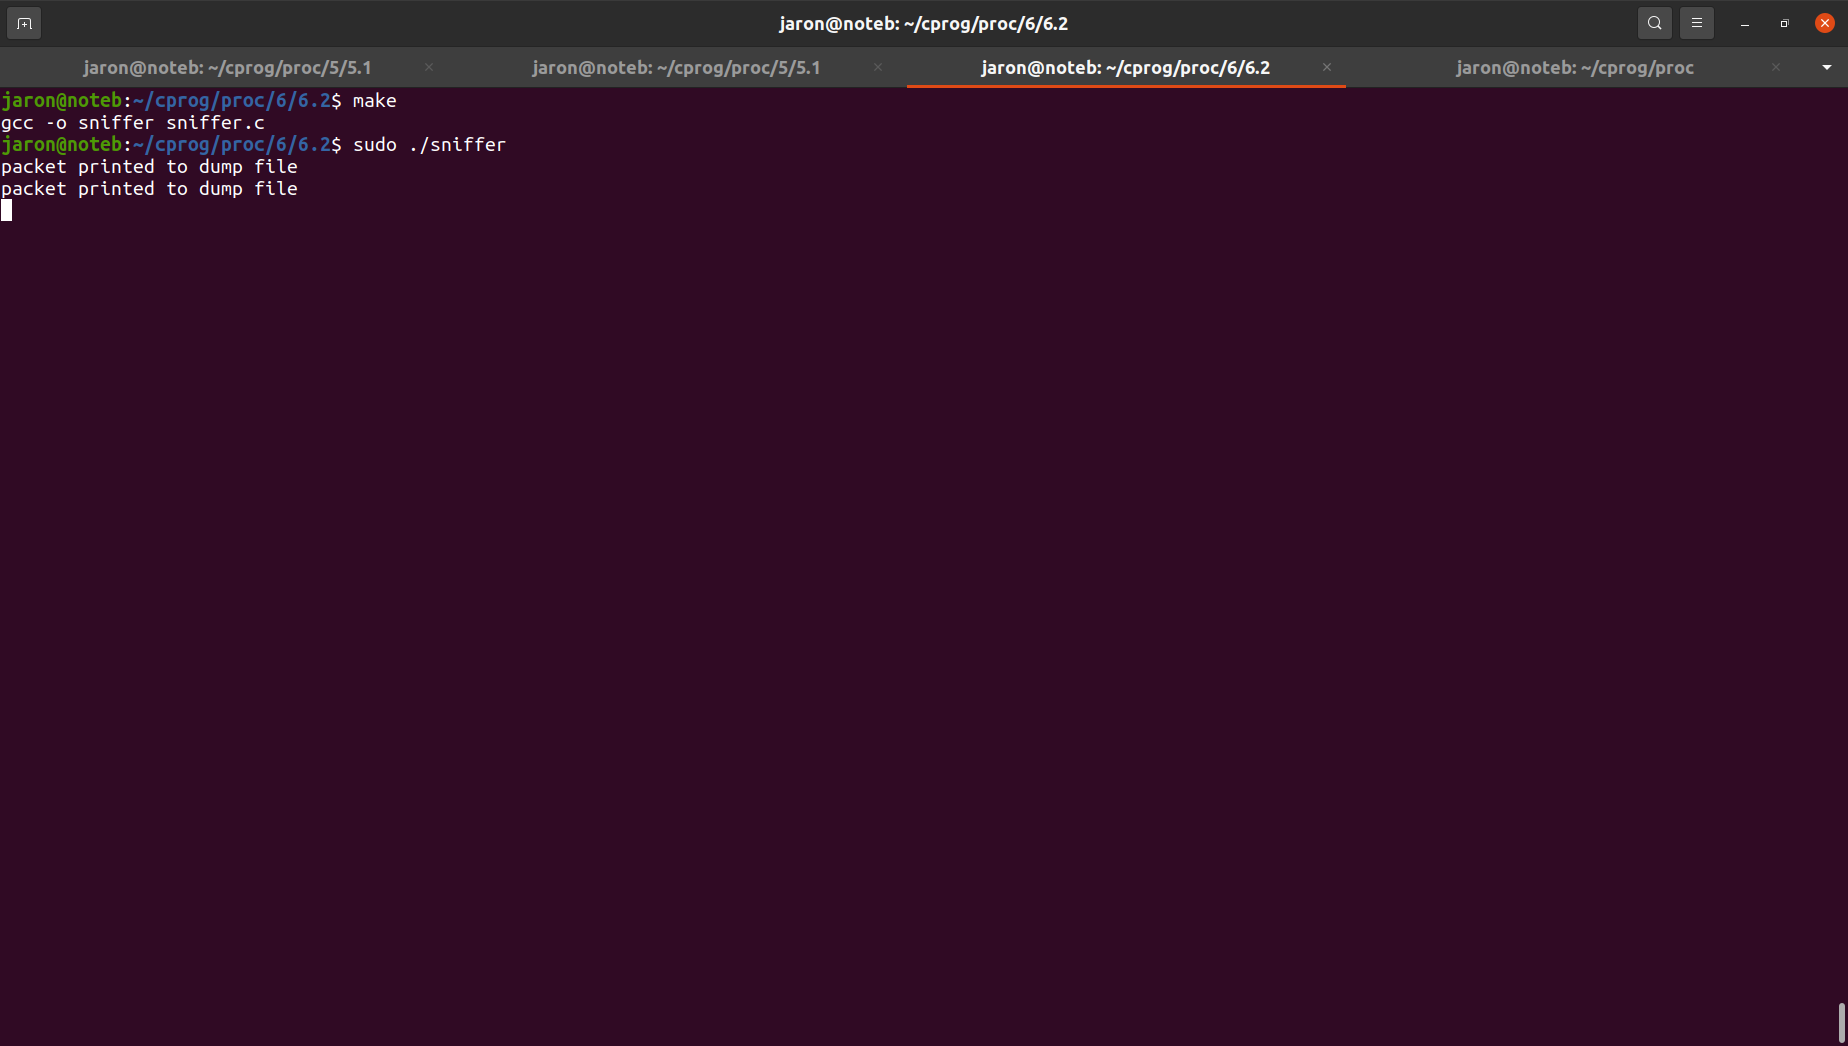 jaron@noteb: ~/cprog/proc/6/6.2
jaron@noteb: ~/cprog/proc/5/5.1
jaron@noteb: ~/cprog/proc/5/5.1
jaron@noteb: ~/cprog/proc/6/6.2
jaron@noteb: ~/cprog/proc
jaron@noteb:~/cprog/proc/6/6.2$ make
gcc -o sniffer sniffer.c
jaron@noteb:~/cprog/proc/6/6.2$ sudo ./sniffer
packet printed to dump file
packet printed to dump file